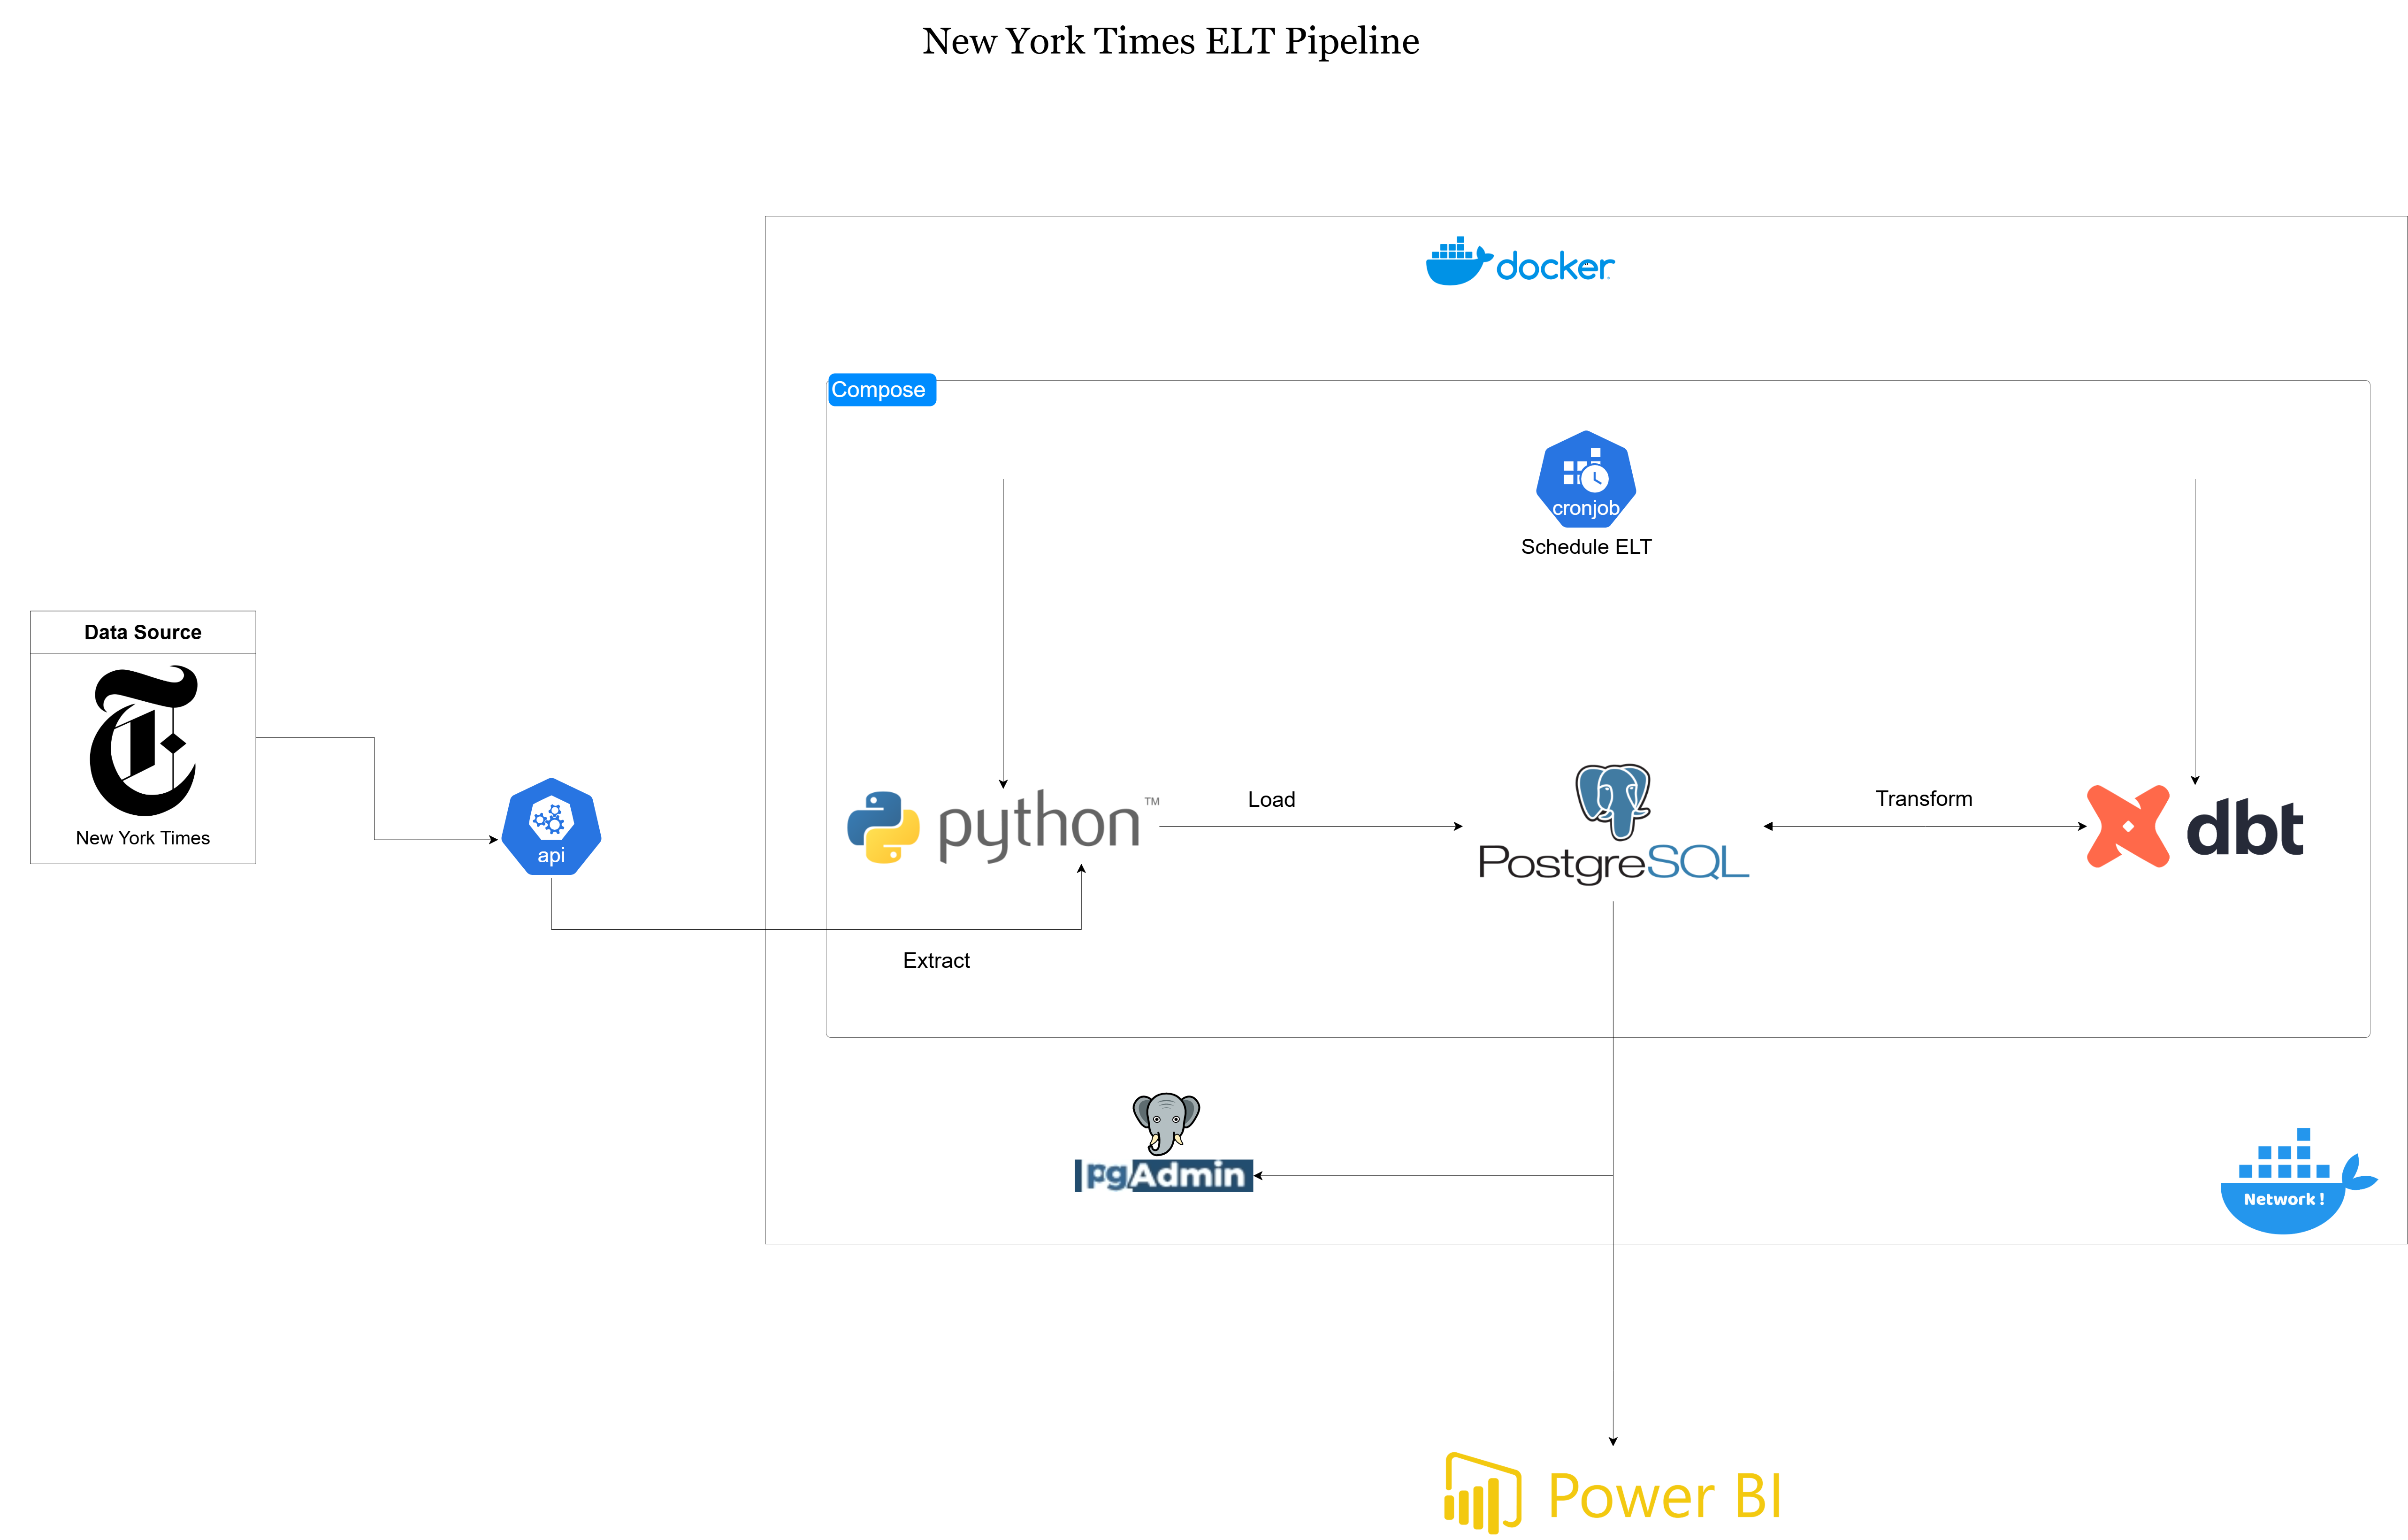 New York Times ELT Pipeline
docker
Compose
cronjob
Schedule ELT
Data Source
New York Times
api
python™
Load
PostgreSQL
Transform
dbt
Extract
pgAdmin
Network !
Power BI